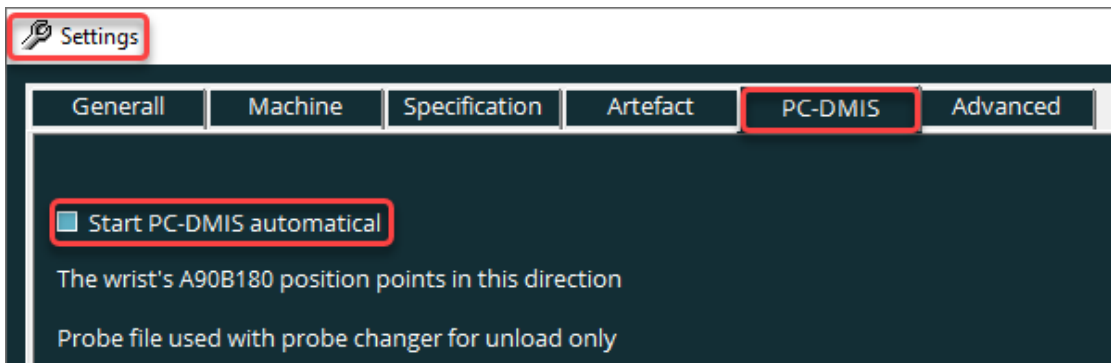 Settings
Generall Machine Specification Artefact PC-DMIS Advanced
Start PC-DMIS automatical
The wrist's A90B180 position points in this direction
Probe file used with probe changer for unload only